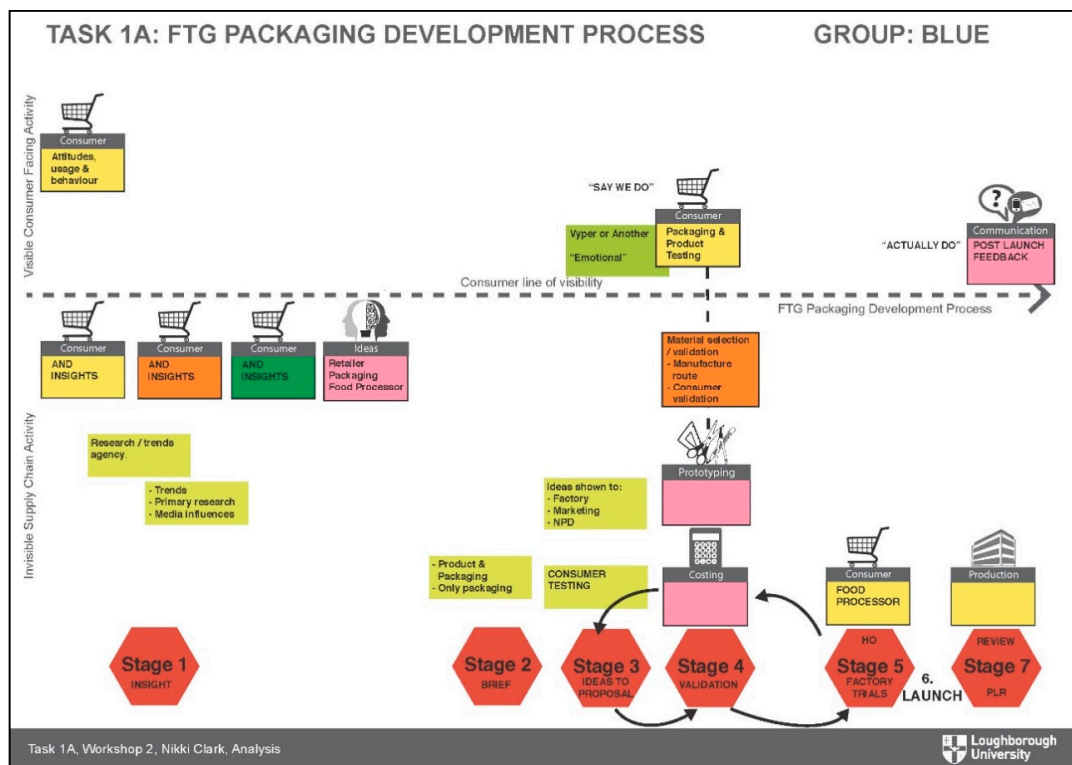 TASK 1A: FTG PACKAGING DEVELOPMENT PROCESS
GROUP: BLUE
Visible Consumer Facing Activity
Consumer
Attitudes,
usage &
behaviour
"SAY WE DO"
Consumer
Packaging &
Product
Testing
Vyper or Another
"Emotional"
Communication
POST LAUNCH
FEEDBACK
"ACTUALLY DO"
Consumer line of visibility
FTG Packaging Development Process
Invisible Supply Chain Activity
Consumer
AND
INSIGHTS
Consumer
AND
INSIGHTS
Consumer
AND
INSIGHTS
Ideas
Retailer
Packaging
Food Processor
Material selection
/ validation
- Manufacture
route
- Consumer
validation
Research / trends
agency.
- Trends
- Primary research
- Media influences
Prototyping
Ideas shown to:
- Factory
- Marketing
- NPD
- Product &
Packaging
- Only packaging
CONSUMER
TESTING
Costing
Consumer
FOOD
PROCESSOR
Production
Stage 1
INSIGHT
Stage 2
BRIEF
Stage 3
IDEAS TO
PROPOSAL
Stage 4
VALIDATION
HO
Stage 5
FACTORY
TRIALS
6.
LAUNCH
REVIEW
Stage 7
PLR
Task 1A, Workshop 2, Nikki Clark, Analysis
Loughborough
University